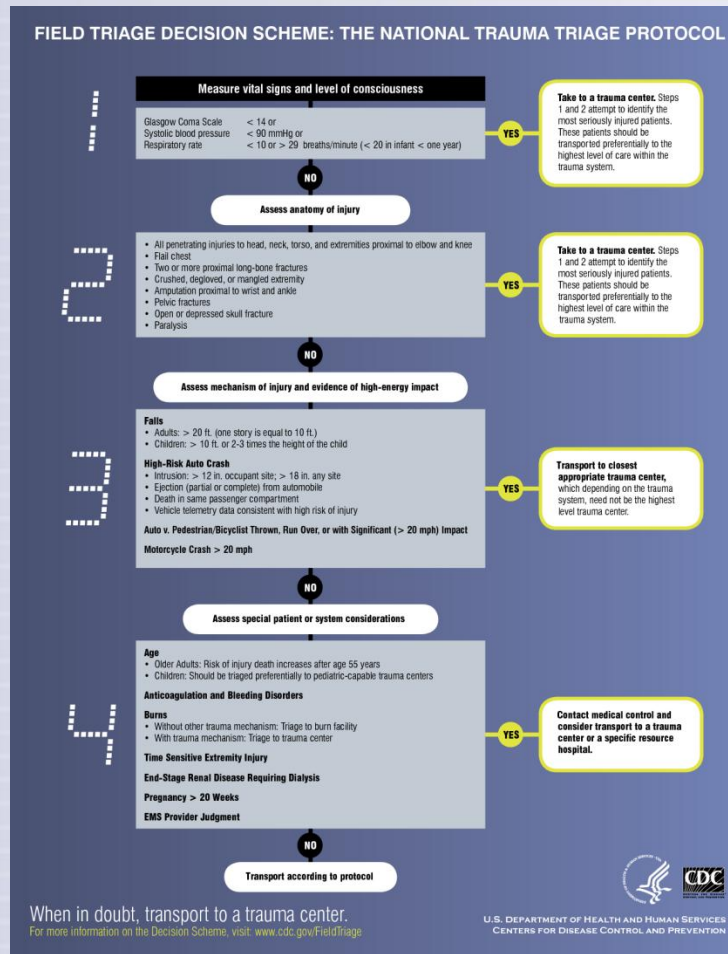 FIELD TRIAGE DECISION SCHEME: THE NATIONAL TRAUMA TRIAGE PROTOCOL
1
Measure vital signs and level of consciousness
Glasgow Coma Scale < 14 or
Systolic blood pressure < 90 mmHg or
Respiratory rate < 10 or > 29 breaths/minute (< 20 in infant < one year)
YES
Take to a trauma center. Steps
1 and 2 attempt to identify the
most seriously injured patients.
These patients should be
transported preferentially to the
highest level of care within the
trauma system.
NO
Assess anatomy of injury
2
• All penetrating injuries to head, neck, torso, and extremities proximal to elbow and knee
• Flail chest
• Two or more proximal long-bone fractures
• Crushed, degloved, or mangled extremity
• Amputation proximal to wrist and ankle
• Pelvic fractures
• Open or depressed skull fracture
• Paralysis
YES
Take to a trauma center. Steps
1 and 2 attempt to identify the
most seriously injured patients.
These patients should be
transported preferentially to the
highest level of care within the
trauma system.
NO
Assess mechanism of injury and evidence of high-energy impact
3
Falls
• Adults: > 20 ft. (one story is equal to 10 ft.)
• Children: > 10 ft. or 2-3 times the height of the child
High-Risk Auto Crash
• Intrusion: > 12 in. occupant site; > 18 in. any site
• Ejection (partial or complete) from automobile
• Death in same passenger compartment
• Vehicle telemetry data consistent with high risk of injury
Auto v. Pedestrian/Bicyclist Thrown, Run Over, or with Significant (> 20 mph) Impact
Motorcycle Crash > 20 mph
YES
Transport to closest
appropriate trauma center,
which depending on the trauma
system, need not be the highest
level trauma center.
NO
Assess special patient or system considerations
4
Age
• Older Adults: Risk of injury death increases after age 55 years
• Children: Should be triaged preferentially to pediatric-capable trauma centers
Anticoagulation and Bleeding Disorders
Burns
• Without other trauma mechanism: Triage to burn facility
• With trauma mechanism: Triage to trauma center
Time Sensitive Extremity Injury
End-Stage Renal Disease Requiring Dialysis
Pregnancy > 20 Weeks
EMS Provider Judgment
YES
Contact medical control and
consider transport to a trauma
center or a specific resource
hospital.
NO
Transport according to protocol
When in doubt, transport to a trauma center.
For more information on the Decision Scheme, visit: www.cdc.gov/FieldTriage
CDC
U.S. DEPARTMENT OF HEALTH AND HUMAN SERVICES
CENTERS FOR DISEASE CONTROL AND PREVENTION